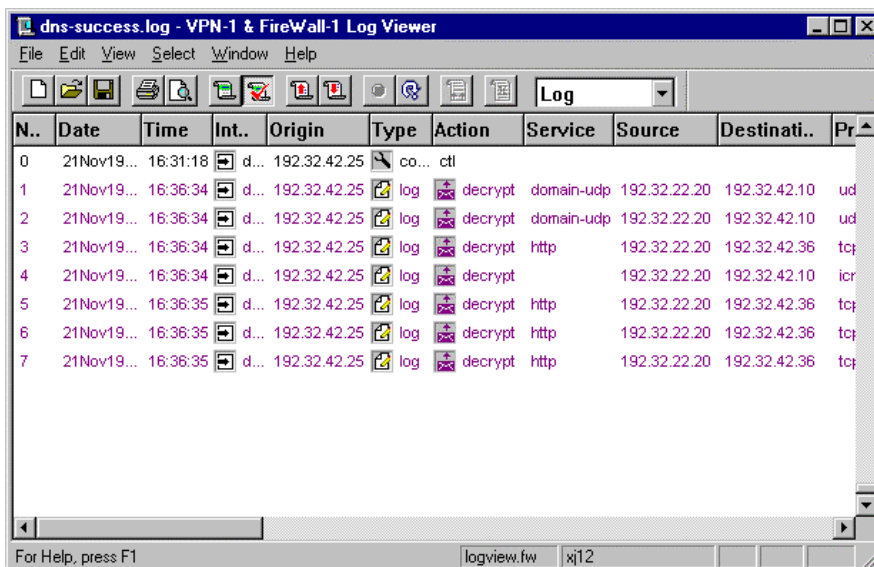 dns-success.log - VPN-1 & FireWall-1 Log Viewer
File Edit View Select Window Help
Log
N.. Date Time Int.. Origin Type Action Service Source Destinati.. Pr
0 21Nov19... 16:31:18 d... 192.32.42.25 co... ctl
1 21Nov19... 16:36:34 d... 192.32.42.25 log decrypt domain-udp 192.32.22.20 192.32.42.10 ud
2 21Nov19... 16:36:34 d... 192.32.42.25 log decrypt domain-udp 192.32.22.20 192.32.42.10 ud
3 21Nov19... 16:36:34 d... 192.32.42.25 log decrypt http 192.32.22.20 192.32.42.36 tcp
4 21Nov19... 16:36:34 d... 192.32.42.25 log decrypt 192.32.22.20 192.32.42.10 icr
5 21Nov19... 16:36:35 d... 192.32.42.25 log decrypt http 192.32.22.20 192.32.42.36 tcp
6 21Nov19... 16:36:35 d... 192.32.42.25 log decrypt http 192.32.22.20 192.32.42.36 tcp
7 21Nov19... 16:36:35 d... 192.32.42.25 log decrypt http 192.32.22.20 192.32.42.36 tcp
For Help, press F1 logview.fw xj12